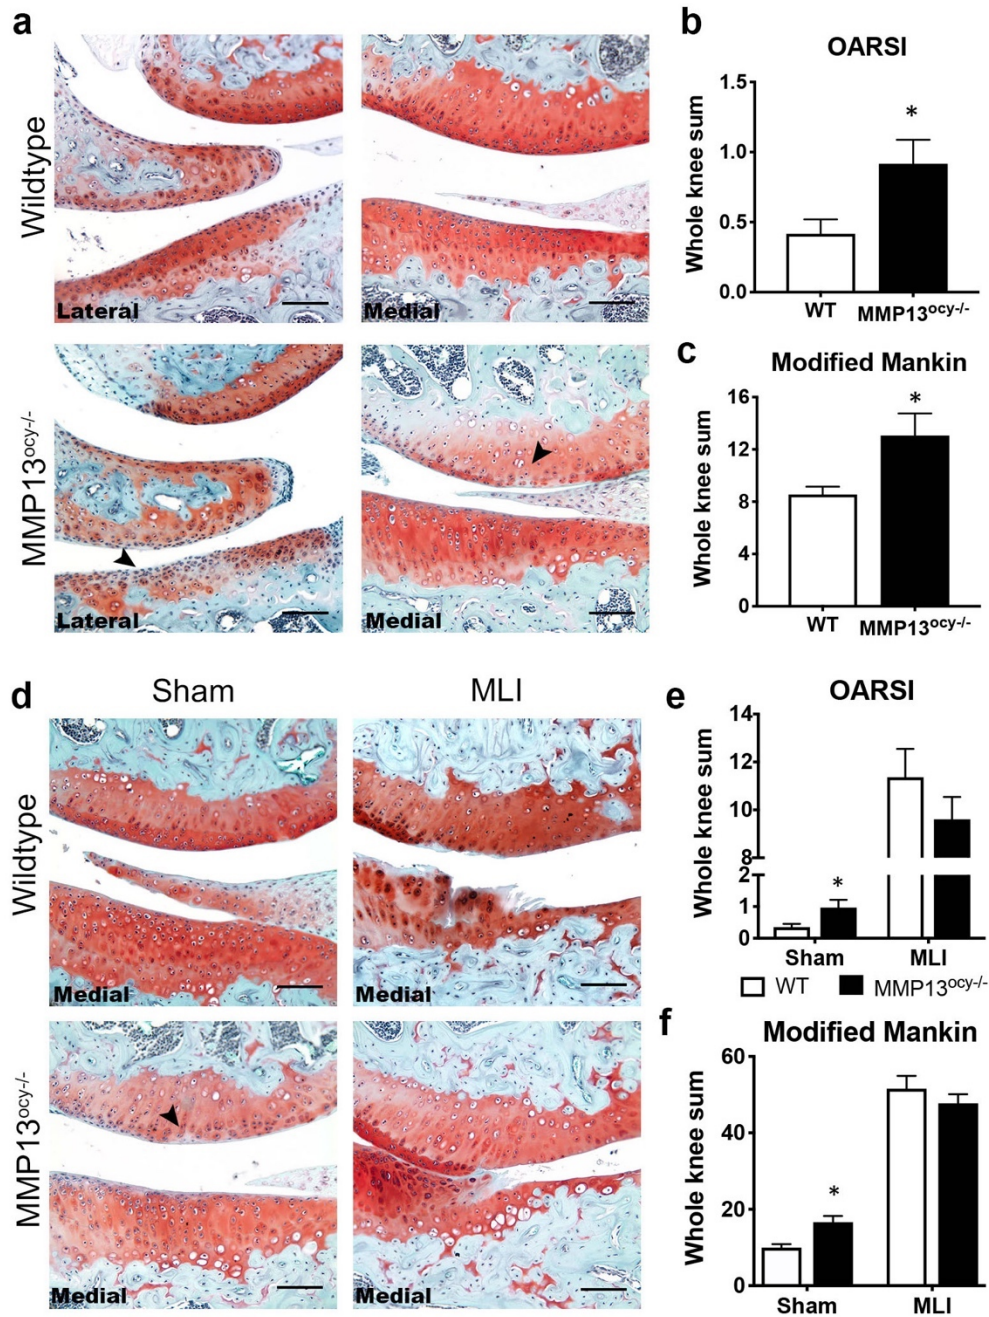 a
Wildtype
Lateral
Medial
MMP13ocy-/-
Lateral
Medial
b
OARSI
Whole knee sum
1.5
1.0
0.5
0.0
*
WT
MMP13ocy-/-
c
Modified Mankin
Whole knee sum
16
12
8
4
0
*
WT
MMP13ocy-/-
d
Sham
MLI
Wildtype
Medial
Medial
MMP13ocy-/-
Medial
Medial
e
OARSI
Whole knee sum
14
12
10
8
2
1
0
*
Sham
MLI
WT
MMP13ocy-/-
f
Modified Mankin
Whole knee sum
60
40
20
0
*
Sham
MLI